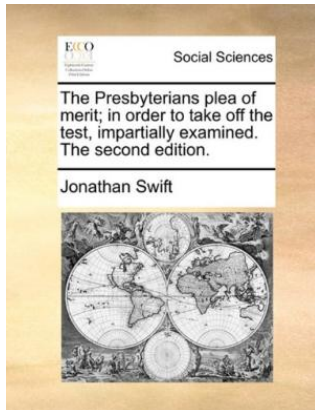 ECCO
Social Sciences
The Presbyterians plea of
merit; in order to take off the
test, impartially examined.
The second edition.
Jonathan Swift